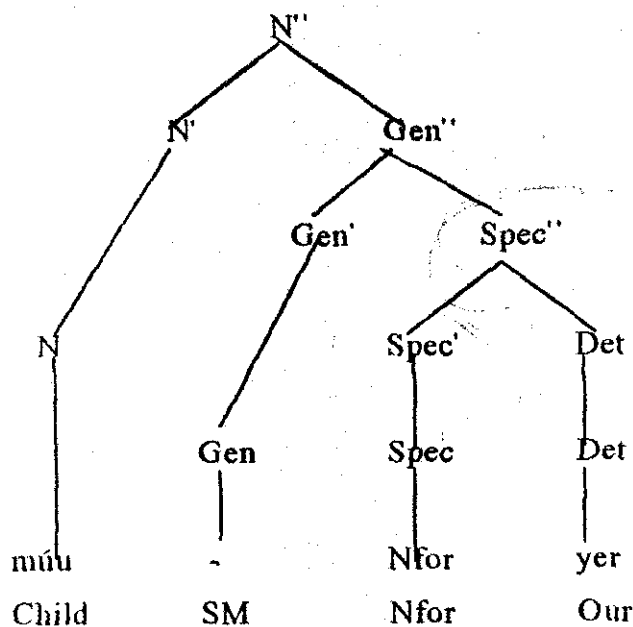 N''
N' Gen''
Gen' Spec''
N Spec' Det
Gen Spec Det
múu - Nfor yer
Child SM Nfor Our